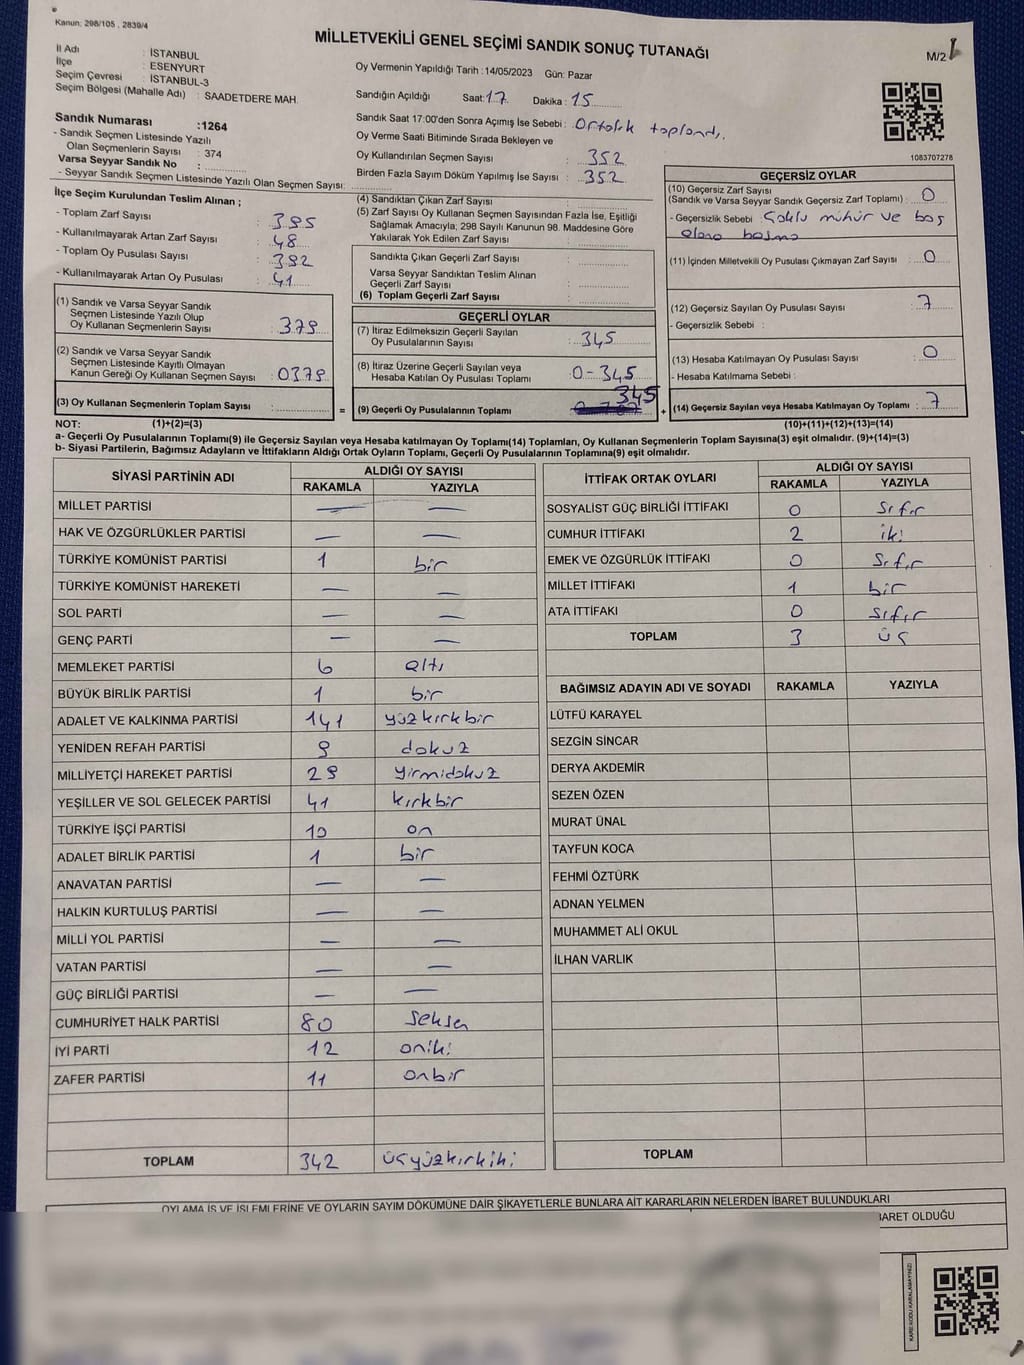 Kanun: 298/105 , 2839/4
MİLLETVEKİLİ GENEL SEÇİMİ SANDIK SONUÇ TUTANAĞI
M/2
İl Adı : İSTANBUL
İlçe : ESENYURT
Seçim Çevresi : İSTANBUL-3
Seçim Bölgesi (Mahalle Adı) : SAADETDERE MAH.
Oy Vermenin Yapıldığı Tarih :14/05/2023 Gün: Pazar
Sandığın Açıldığı Saat:17 Dakika :15
Sandık Saat 17:00'den Sonra Açımış İse Sebebi :
Oy Verme Saati Bitiminde Sırada Bekleyen ve
Oy Kullandırılan Seçmen Sayısı : 352
Birden Fazla Sayım Döküm Yapılmış İse Sayısı : 352
1083707278
Sandık Numarası :1264
- Sandık Seçmen Listesinde Yazılı
Olan Seçmenlerin Sayısı : 374
Varsa Seyyar Sandık No :
- Seyyar Sandık Seçmen Listesinde Yazılı Olan Seçmen Sayısı:
İlçe Seçim Kurulundan Teslim Alınan ;
- Toplam Zarf Sayısı : 395
- Kullanılmayarak Artan Zarf Sayısı : 48
- Toplam Oy Pusulası Sayısı : 392
- Kullanılmayarak Artan Oy Pusulası : 41
(1) Sandık ve Varsa Seyyar Sandık
Seçmen Listesinde Yazılı Olup
Oy Kullanan Seçmenlerin Sayısı : 379
(2) Sandık ve Varsa Seyyar Sandık
Seçmen Listesinde Kayıtlı Olmayan
Kanun Gereği Oy Kullanan Seçmen Sayısı : 0379
(3) Oy Kullanan Seçmenlerin Toplam Sayısı :
(4) Sandıktan Çıkan Zarf Sayısı :
(5) Zarf Sayısı Oy Kullanan Seçmen Sayısından Fazla İse, Eşitliği
Sağlamak Amacıyla; 298 Sayılı Kanunun 98. Maddesine Göre
Yakılarak Yok Edilen Zarf Sayısı :
Sandıkta Çıkan Geçerli Zarf Sayısı :
Varsa Seyyar Sandıktan Teslim Alınan
Geçerli Zarf Sayısı :
(6) Toplam Geçerli Zarf Sayısı :
GEÇERLİ OYLAR
(7) İtiraz Edilmeksizin Geçerli Sayılan
Oy Pusulalarının Sayısı : 345
(8) İtiraz Üzerine Geçerli Sayılan veya
Hesaba Katılan Oy Pusulası Toplamı : 0-345
= (9) Geçerli Oy Pusulalarının Toplamı 345
GEÇERSİZ OYLAR
(10) Geçersiz Zarf Sayısı
(Sandık ve Varsa Seyyar Sandık Geçersiz Zarf Toplamı) : 0
- Geçersizlik Sebebi : Çoklu mühür ve boş
(11) İçinden Milletvekili Oy Pusulası Çıkmayan Zarf Sayısı : 0
(12) Geçersiz Sayılan Oy Pusulası Sayısı : 7
- Geçersizlik Sebebi :
(13) Hesaba Katılmayan Oy Pusulası Sayısı : 0
- Hesaba Katılmama Sebebi :
+ (14) Geçersiz Sayılan veya Hesaba Katılmayan Oy Toplamı : 7
NOT: (1)+(2)=(3) (10)+(11)+(12)+(13)=(14)
a- Geçerli Oy Pusulalarının Toplamı(9) ile Geçersiz Sayılan veya Hesaba katılmayan Oy Toplamı(14) Toplamları, Oy Kullanan Seçmenlerin Toplam Sayısına(3) eşit olmalıdır. (9)+(14)=(3)
b- Siyasi Partilerin, Bağımsız Adayların ve İttifakların Aldığı Ortak Oyların Toplamı, Geçerli Oy Pusulalarının Toplamına(9) eşit olmalıdır.
SİYASİ PARTİNİN ADI ALDIĞI OY SAYISI
RAKAMLA YAZIYLA
MİLLET PARTİSİ — —
HAK VE ÖZGÜRLÜKLER PARTİSİ — —
TÜRKİYE KOMÜNİST PARTİSİ 1 bir
TÜRKİYE KOMÜNİST HAREKETİ — —
SOL PARTİ — —
GENÇ PARTİ — —
MEMLEKET PARTİSİ 6 altı
BÜYÜK BİRLİK PARTİSİ 1 bir
ADALET VE KALKINMA PARTİSİ 141 yüzkırkbir
YENİDEN REFAH PARTİSİ 9 dokuz
MİLLİYETÇİ HAREKET PARTİSİ 29 yirmidokuz
YEŞİLLER VE SOL GELECEK PARTİSİ 41 kırkbir
TÜRKİYE İŞÇİ PARTİSİ 10 on
ADALET BİRLİK PARTİSİ 1 bir
ANAVATAN PARTİSİ — —
HALKIN KURTULUŞ PARTİSİ — —
MİLLİ YOL PARTİSİ — —
VATAN PARTİSİ — —
GÜÇ BİRLİĞİ PARTİSİ — —
CUMHURİYET HALK PARTİSİ 80 seksen
İYİ PARTİ 12 oniki
ZAFER PARTİSİ 11 onbir
TOPLAM 342 üçyüzkırkiki
İTTİFAK ORTAK OYLARI ALDIĞI OY SAYISI
RAKAMLA YAZIYLA
SOSYALİST GÜÇ BİRLİĞİ İTTİFAKI 0 sıfır
CUMHUR İTTİFAKI 2 iki
EMEK VE ÖZGÜRLÜK İTTİFAKI 0 sıfır
MİLLET İTTİFAKI 1 bir
ATA İTTİFAKI 0 sıfır
TOPLAM 3 üç
BAĞIMSIZ ADAYIN ADI VE SOYADI RAKAMLA YAZIYLA
LÜTFÜ KARAYEL
SEZGİN SİNCAR
DERYA AKDEMİR
SEZEN ÖZEN
MURAT ÜNAL
TAYFUN KOCA
FEHMİ ÖZTÜRK
ADNAN YELMEN
MUHAMMET ALİ OKUL
İLHAN VARLIK
TOPLAM
OYLAMA İŞ VE İŞLEMLERİNE VE OYLARIN SAYIM DÖKÜMÜNE DAİR ŞİKAYETLERLE BUNLARA AİT KARARLARIN NELERDEN İBARET BULUNDUKLARI
İBARET OLDUĞU
KARE KODU KARALAMAYINIZ!